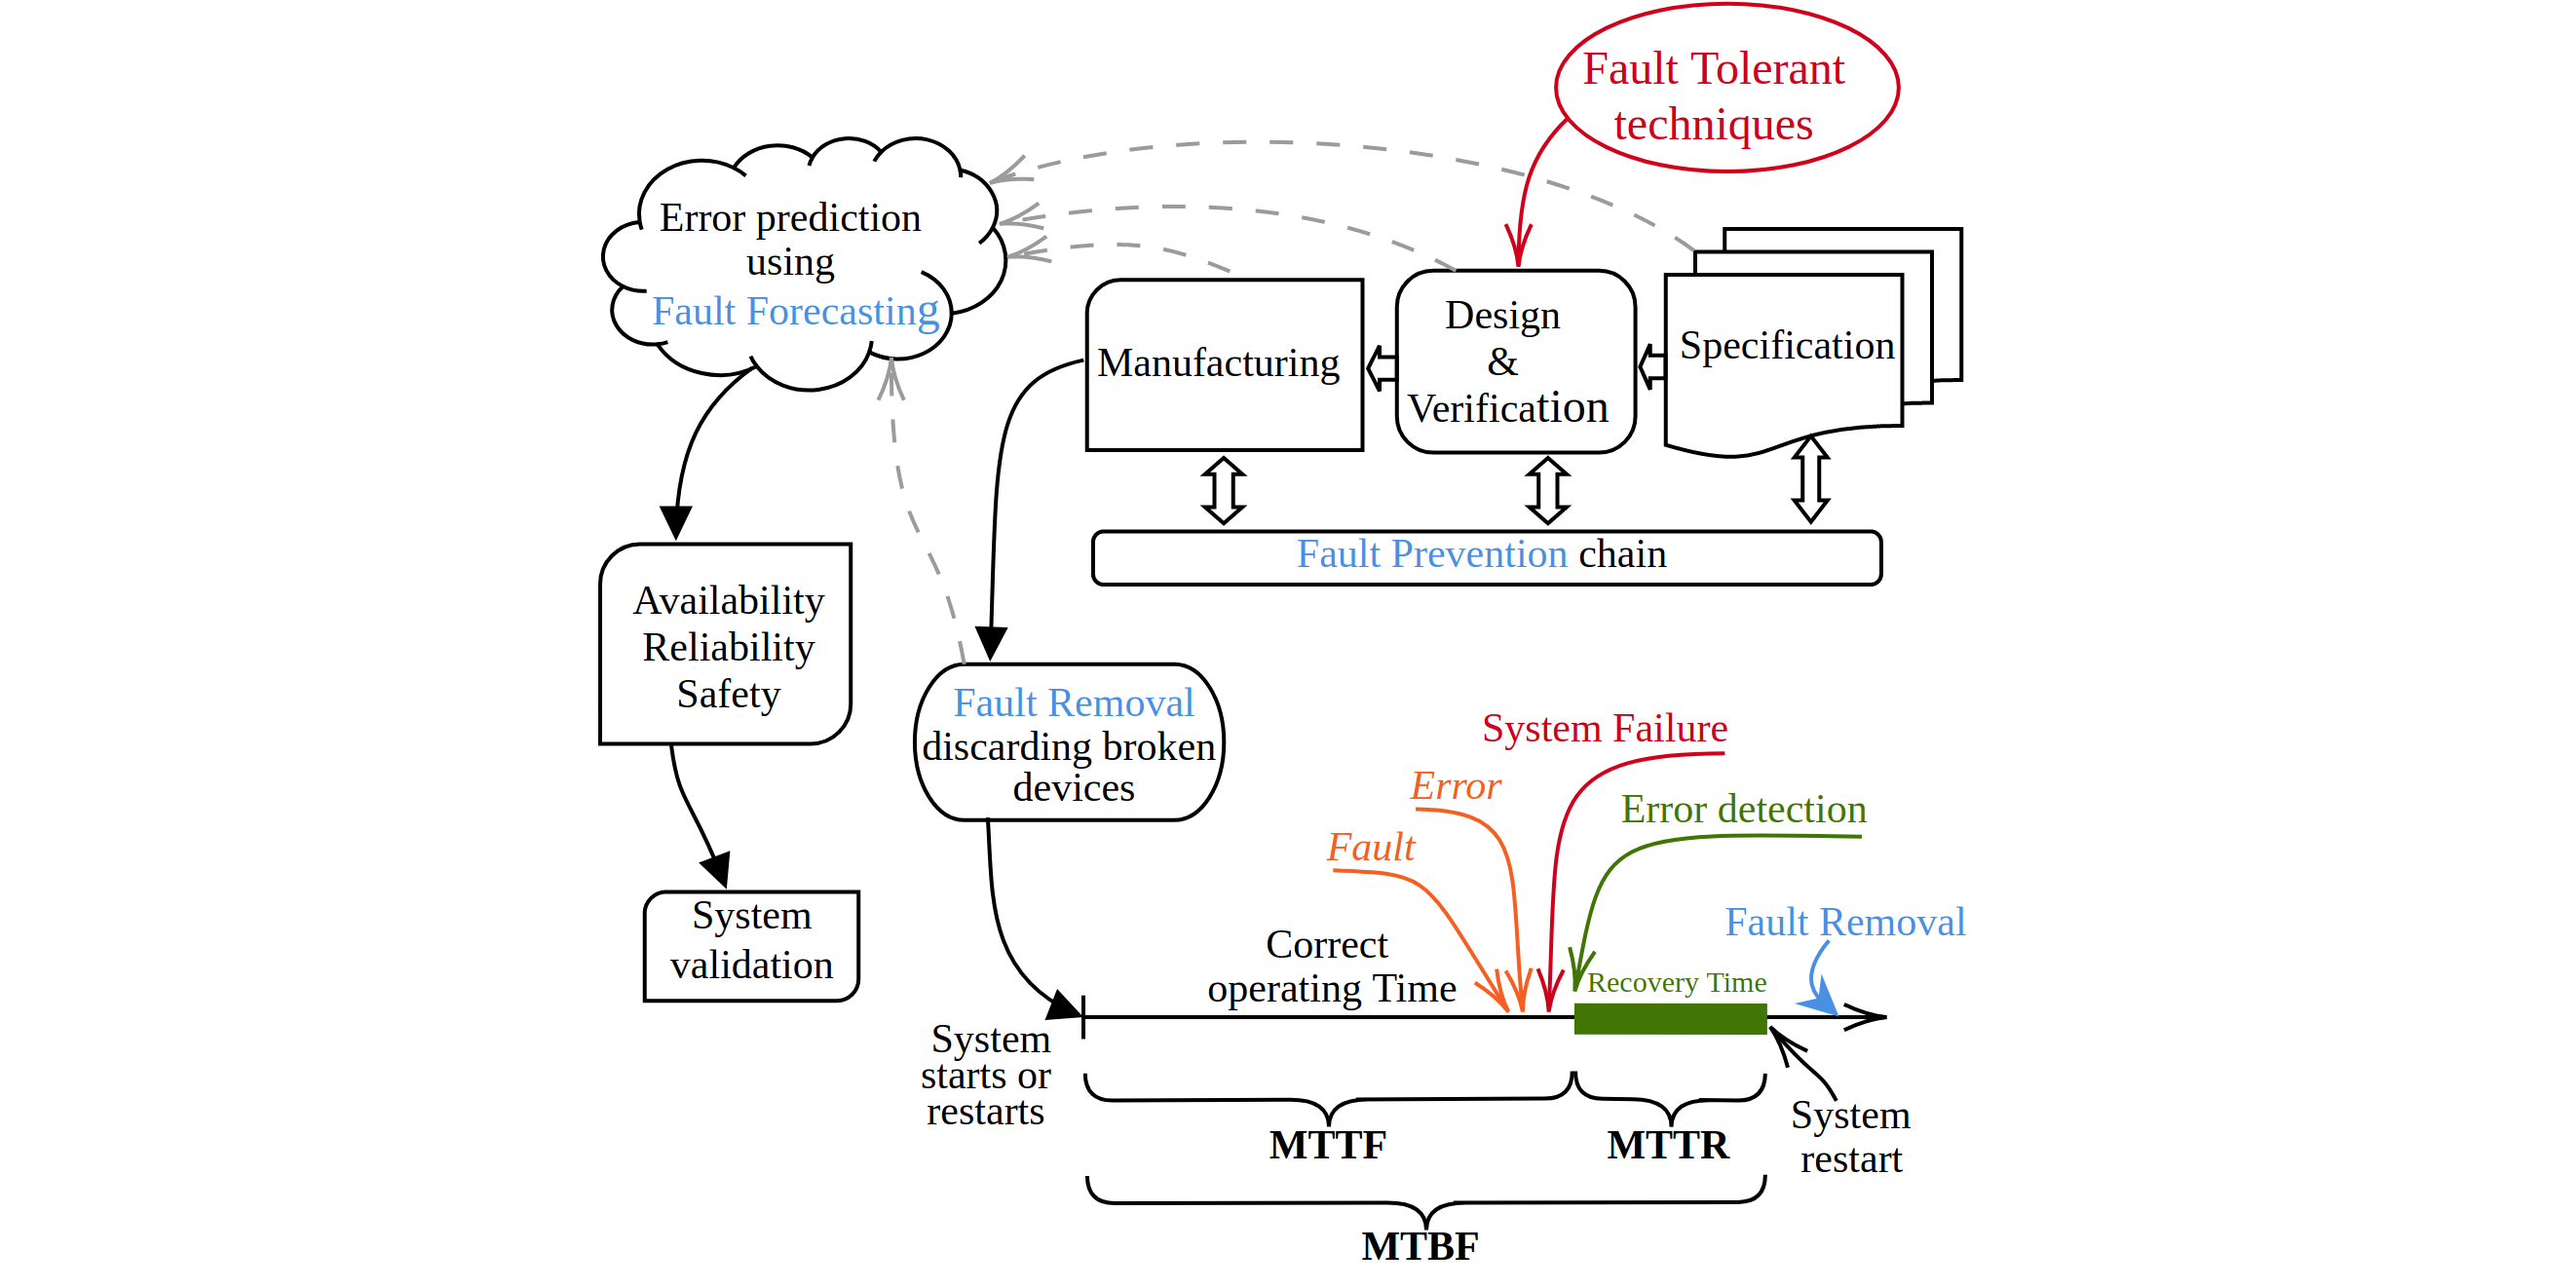 Fault Tolerant
techniques
Error prediction
using
Fault Forecasting
Manufacturing
Design
&
Verification
Specification
Fault Prevention chain
Availability
Reliability
Safety
Fault Removal
discarding broken
devices
System
validation
System Failure
Error
Error detection
Fault
Fault Removal
Correct
operating Time
Recovery Time
System
starts or
restarts
MTTF
MTTR
System
restart
MTBF